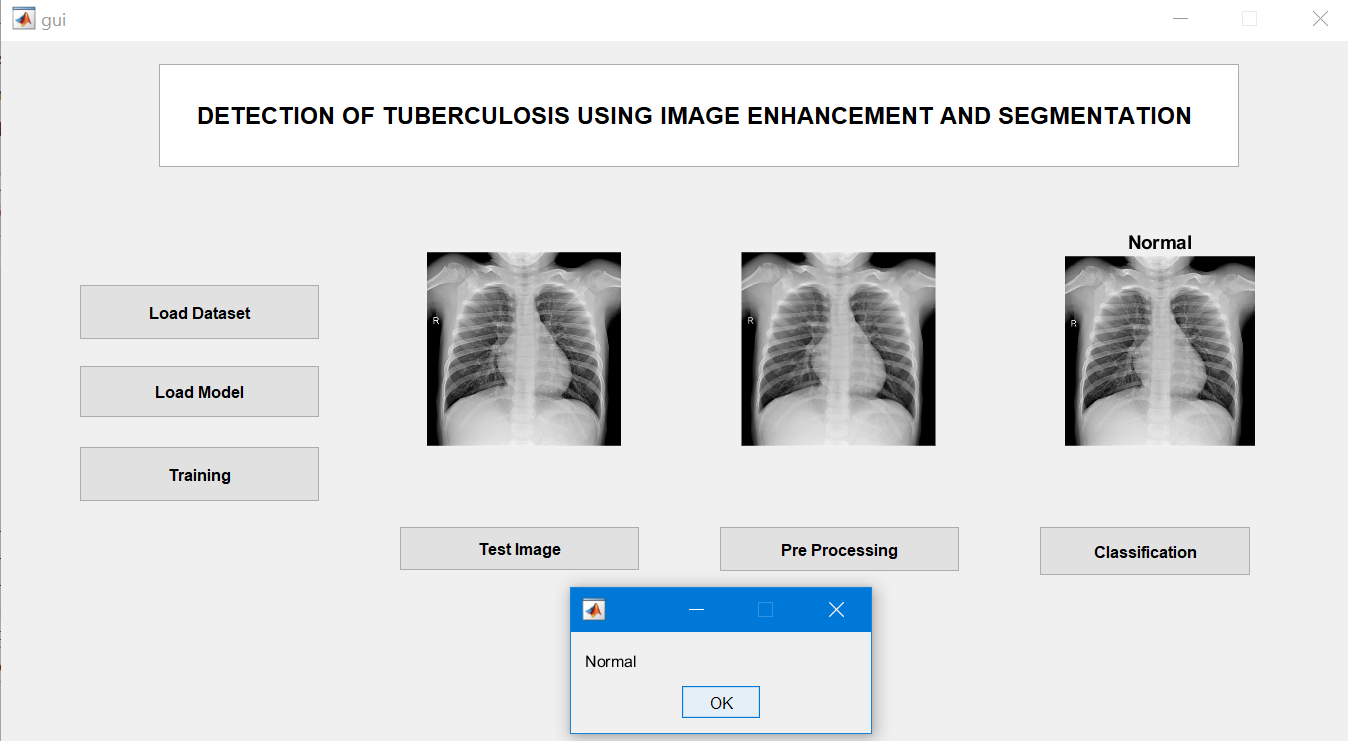 gui
DETECTION OF TUBERCULOSIS USING IMAGE ENHANCEMENT AND SEGMENTATION
Normal
R
R
R
Load Dataset
Load Model
Training
Test Image
Pre Processing
Classification
Normal
OK